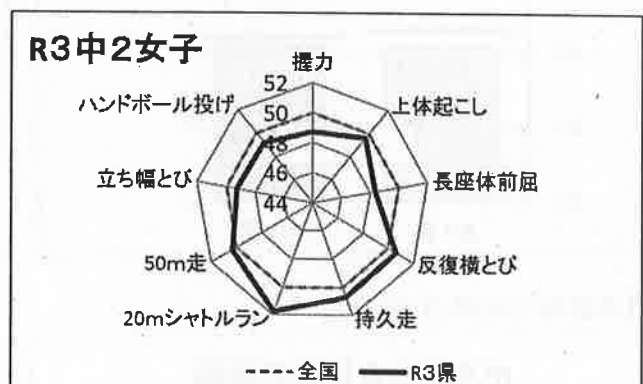 R3中2女子
握力
上体起こし
長座体前屈
反復横とび
持久走
20mシャトルラン
50m走
立ち幅とび
ハンドボール投げ
52
50
48
46
44
全国
R3県